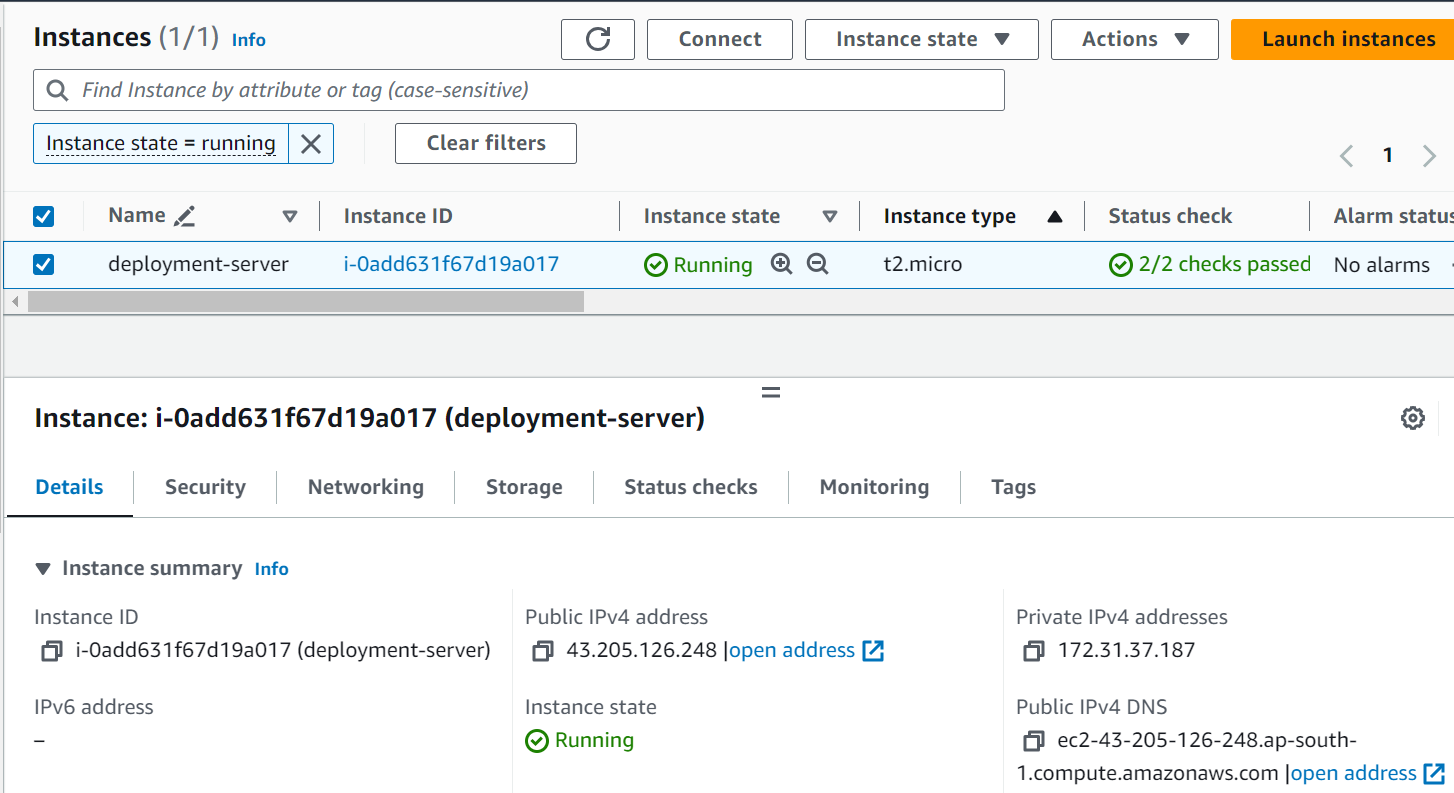 Instances (1/1) Info
Connect
Instance state
Actions
Launch instances
Find Instance by attribute or tag (case-sensitive)
Instance state = running
Clear filters
1
Name
Instance ID
Instance state
Instance type
Status check
Alarm status
deployment-server
i-0add631f67d19a017
Running
t2.micro
2/2 checks passed
No alarms
Instance: i-0add631f67d19a017 (deployment-server)
Details
Security
Networking
Storage
Status checks
Monitoring
Tags
Instance summary Info
Instance ID
i-0add631f67d19a017 (deployment-server)
Public IPv4 address
43.205.126.248 |open address
Private IPv4 addresses
172.31.37.187
IPv6 address
–
Instance state
Running
Public IPv4 DNS
ec2-43-205-126-248.ap-south-
1.compute.amazonaws.com |open address